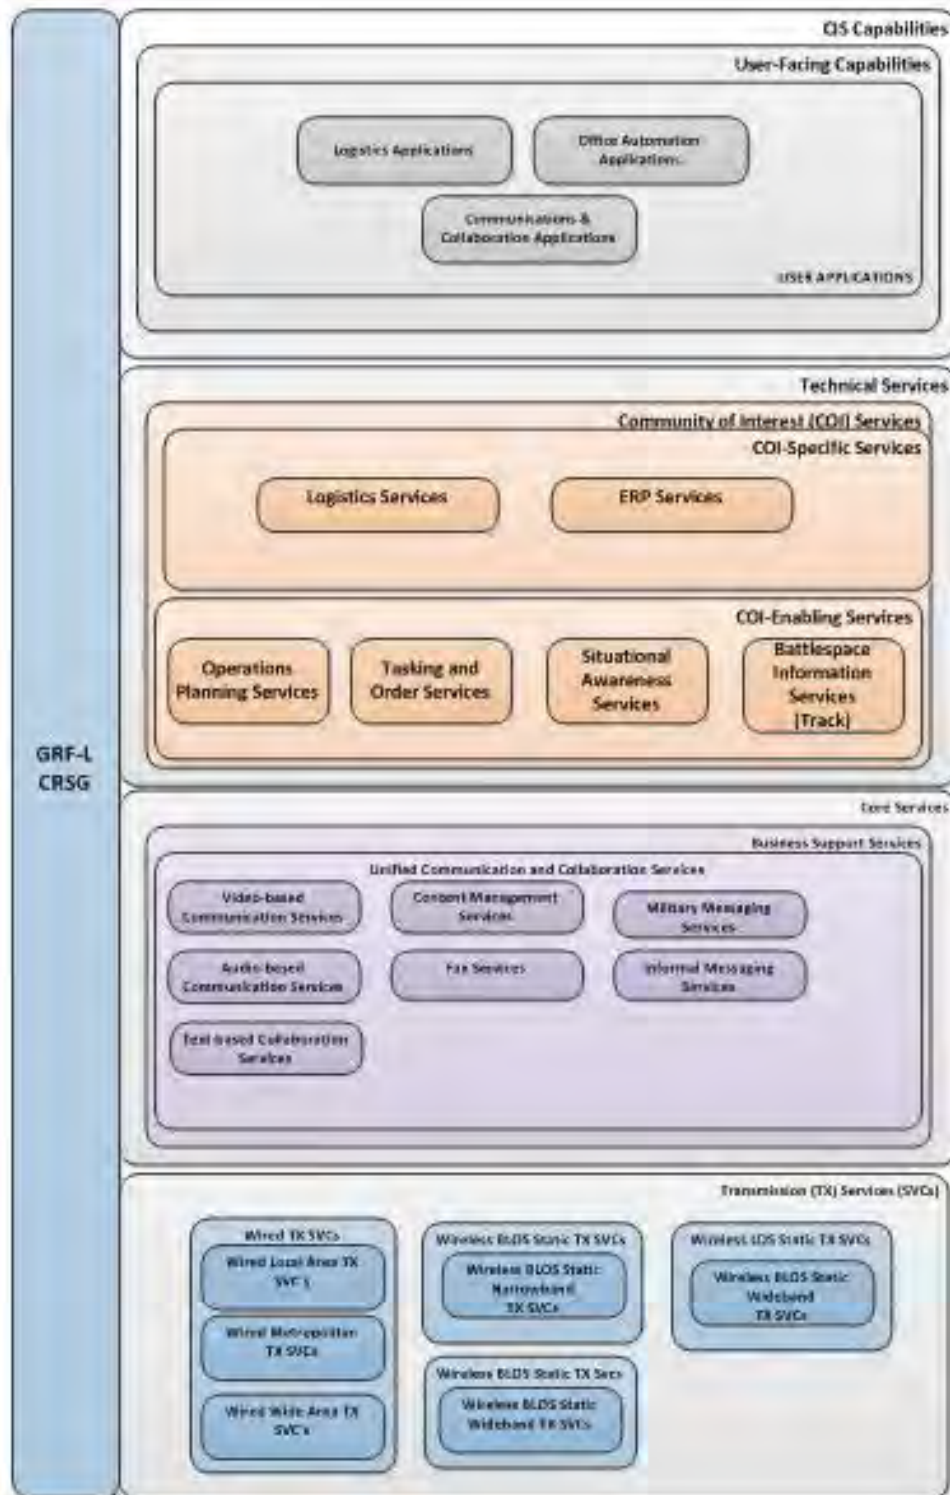 CIS Capabilities
User-Facing Capabilities
Logistics Applications
Office Automation
Applications
Communications &
Collaboration Applications
USER APPLICATIONS
Technical Services
Community of Interest (COI) Services
COI-Specific Services
Logistics Services
ERP Services
COI-Enabling Services
Operations
Planning Services
Tasking and
Order Services
Situational
Awareness
Services
Battlespace
Information
Services
(Track)
GRF-L
CRSG
Core Services
Business Support Services
Unified Communication and Collaboration Services
Video-based
Communication Services
Content Management
Services
Military Messaging
Services
Audio-based
Communication Services
Fax Services
Informal Messaging
Services
Text based Collaboration
Services
Transmission (TX) Services (SVCs)
Wired TX SVCs
Wired Local Area TX
SVC's
Wired Metropolitan
TX SVCs
Wired Wide Area TX
SVC's
Wireless BLOS Static TX SVCs
Wireless BLOS Static
Narrowband
TX SVCs
Wireless BLOS Static TX Svcs
Wireless BLOS Static
Wideband TX SVCs
Wireless LOS Static TX SVCs
Wireless BLOS Static
Wideband
TX SVCs